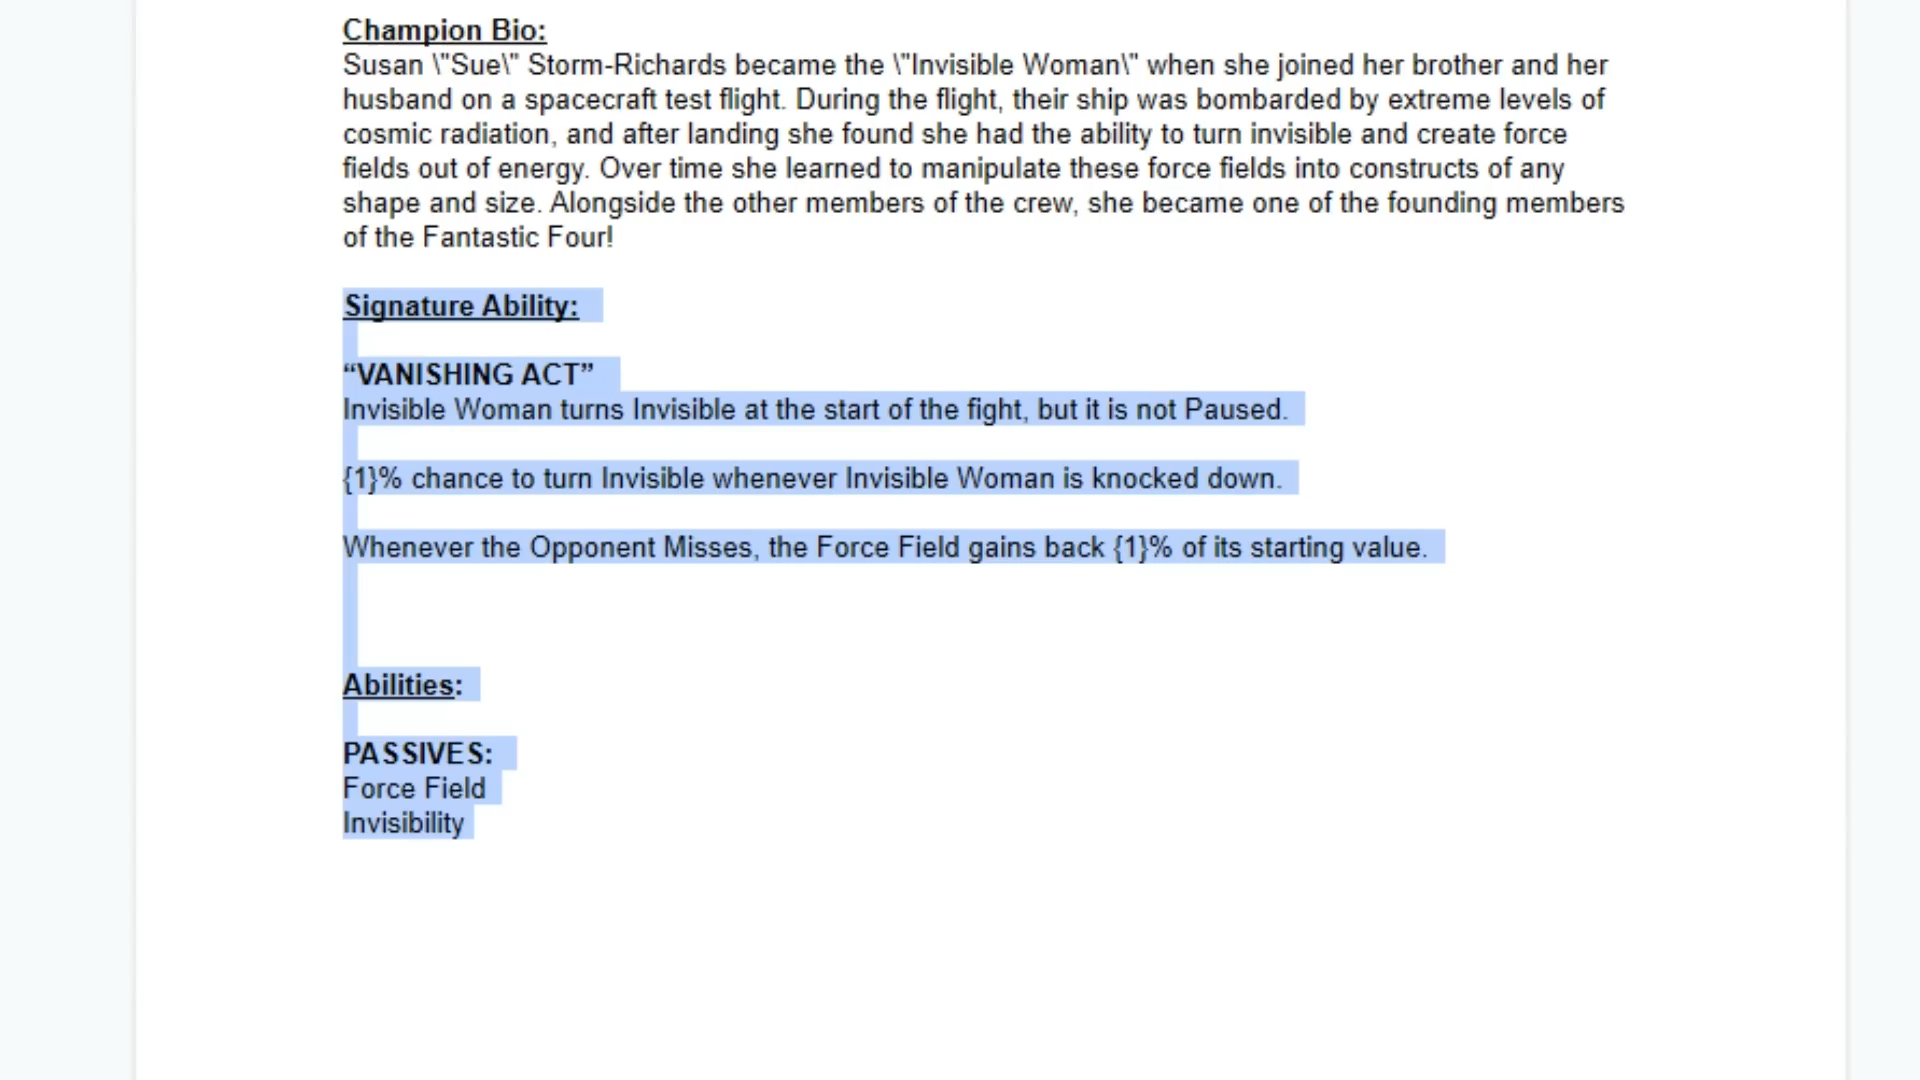 Champion Bio:
Susan \"Sue\" Storm-Richards became the \"Invisible Woman\" when she joined her brother and her
husband on a spacecraft test flight. During the flight, their ship was bombarded by extreme levels of
cosmic radiation, and after landing she found she had the ability to turn invisible and create force
fields out of energy. Over time she learned to manipulate these force fields into constructs of any
shape and size. Alongside the other members of the crew, she became one of the founding members
of the Fantastic Four!
Signature Ability:
“VANISHING ACT”
Invisible Woman turns Invisible at the start of the fight, but it is not Paused.
{1}% chance to turn Invisible whenever Invisible Woman is knocked down.
Whenever the Opponent Misses, the Force Field gains back {1}% of its starting value.
Abilities:
PASSIVES:
Force Field
Invisibility